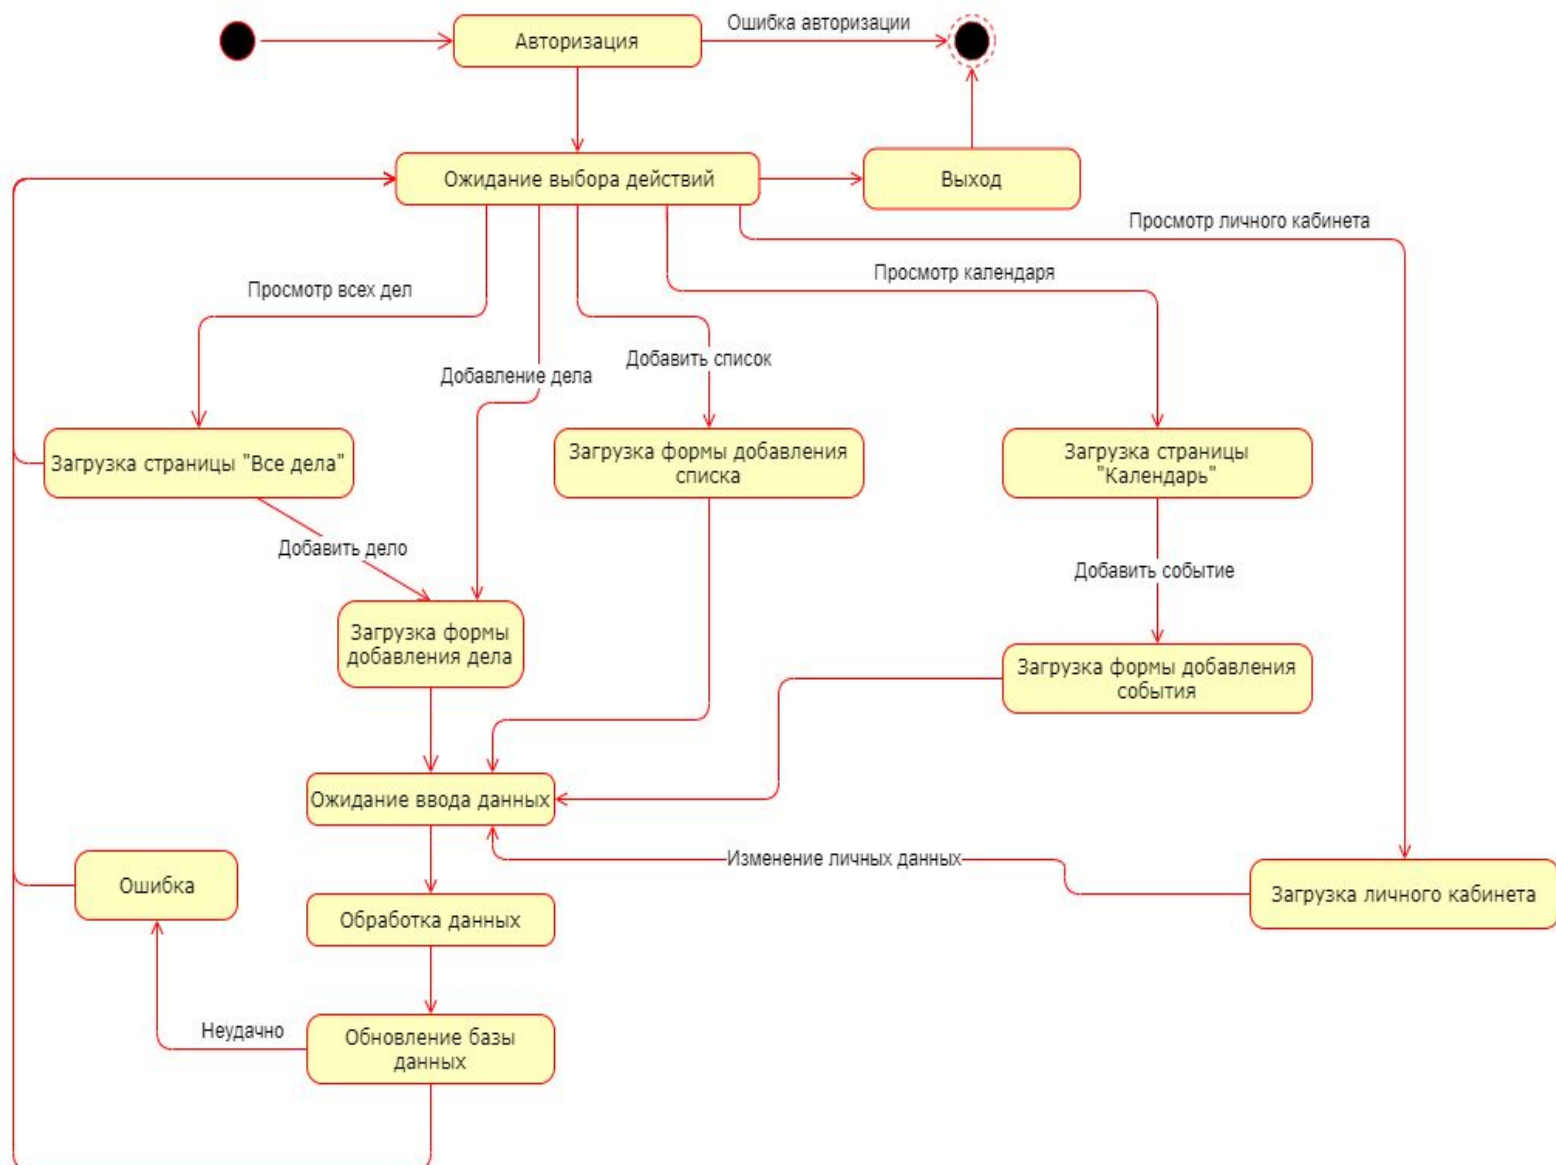 Ошибка авторизации
Авторизация
Ожидание выбора действий
Выход
Просмотр личного кабинета
Просмотр календаря
Просмотр всех дел
Добавить список
Добавление дела
Загрузка страницы "Все дела"
Загрузка формы добавления
списка
Загрузка страницы
"Календарь"
Добавить дело
Добавить событие
Загрузка формы
добавления дела
Загрузка формы добавления
события
Ожидание ввода данных
Изменение личных данных
Ошибка
Загрузка личного кабинета
Обработка данных
Неудачно
Обновление базы
данных